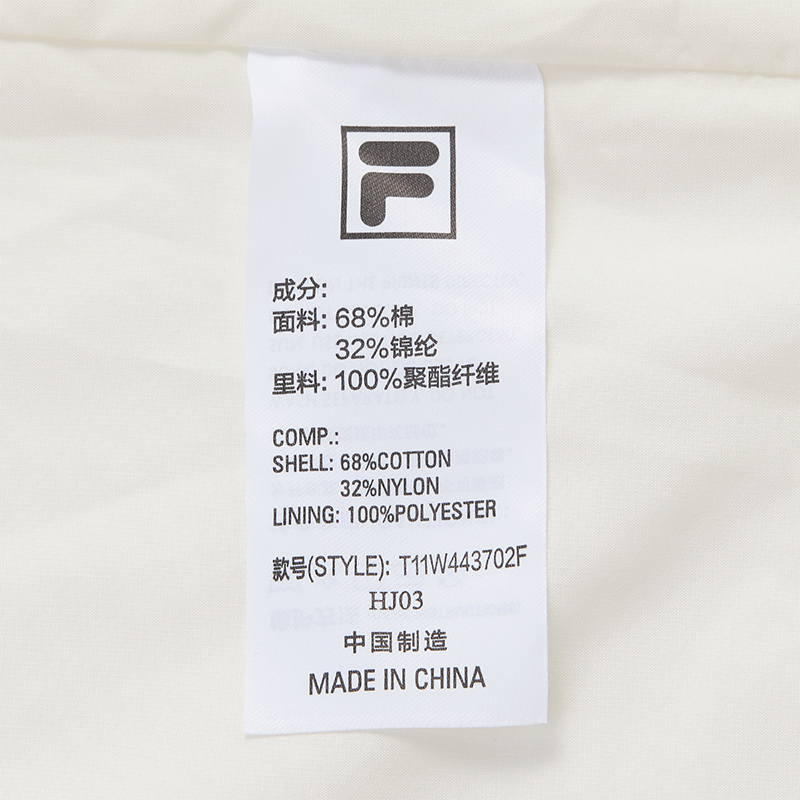 F
成分:
面料: 68%棉
32%锦纶
里料: 100%聚酯纤维
COMP.:
SHELL: 68%COTTON
32%NYLON
LINING: 100%POLYESTER
款号(STYLE): T11W443702F
HJ03
中国制造
MADE IN CHINA